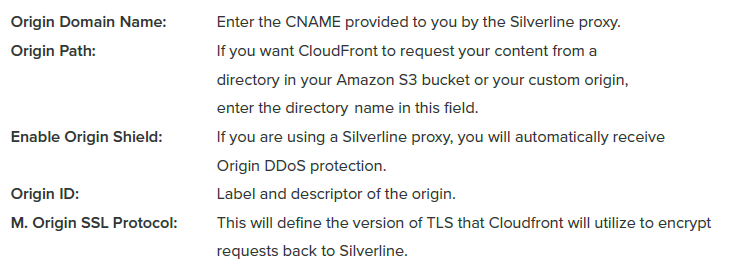 Origin Domain Name: Enter the CNAME provided to you by the Silverline proxy.
Origin Path: If you want CloudFront to request your content from a
directory in your Amazon S3 bucket or your custom origin,
enter the directory name in this field.
Enable Origin Shield: If you are using a Silverline proxy, you will automatically receive
Origin DDoS protection.
Origin ID: Label and descriptor of the origin.
M. Origin SSL Protocol: This will define the version of TLS that Cloudfront will utilize to encrypt
requests back to Silverline.